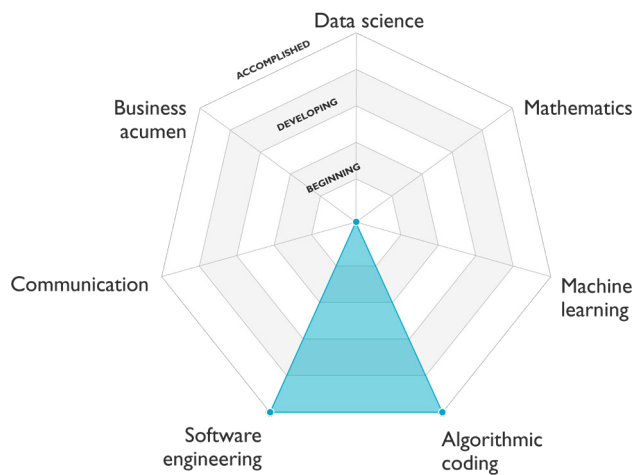 Data science
ACCOMPLISHED
Business
acumen
Mathematics
DEVELOPING
BEGINNING
Communication
Machine
learning
Software
engineering
Algorithmic
coding